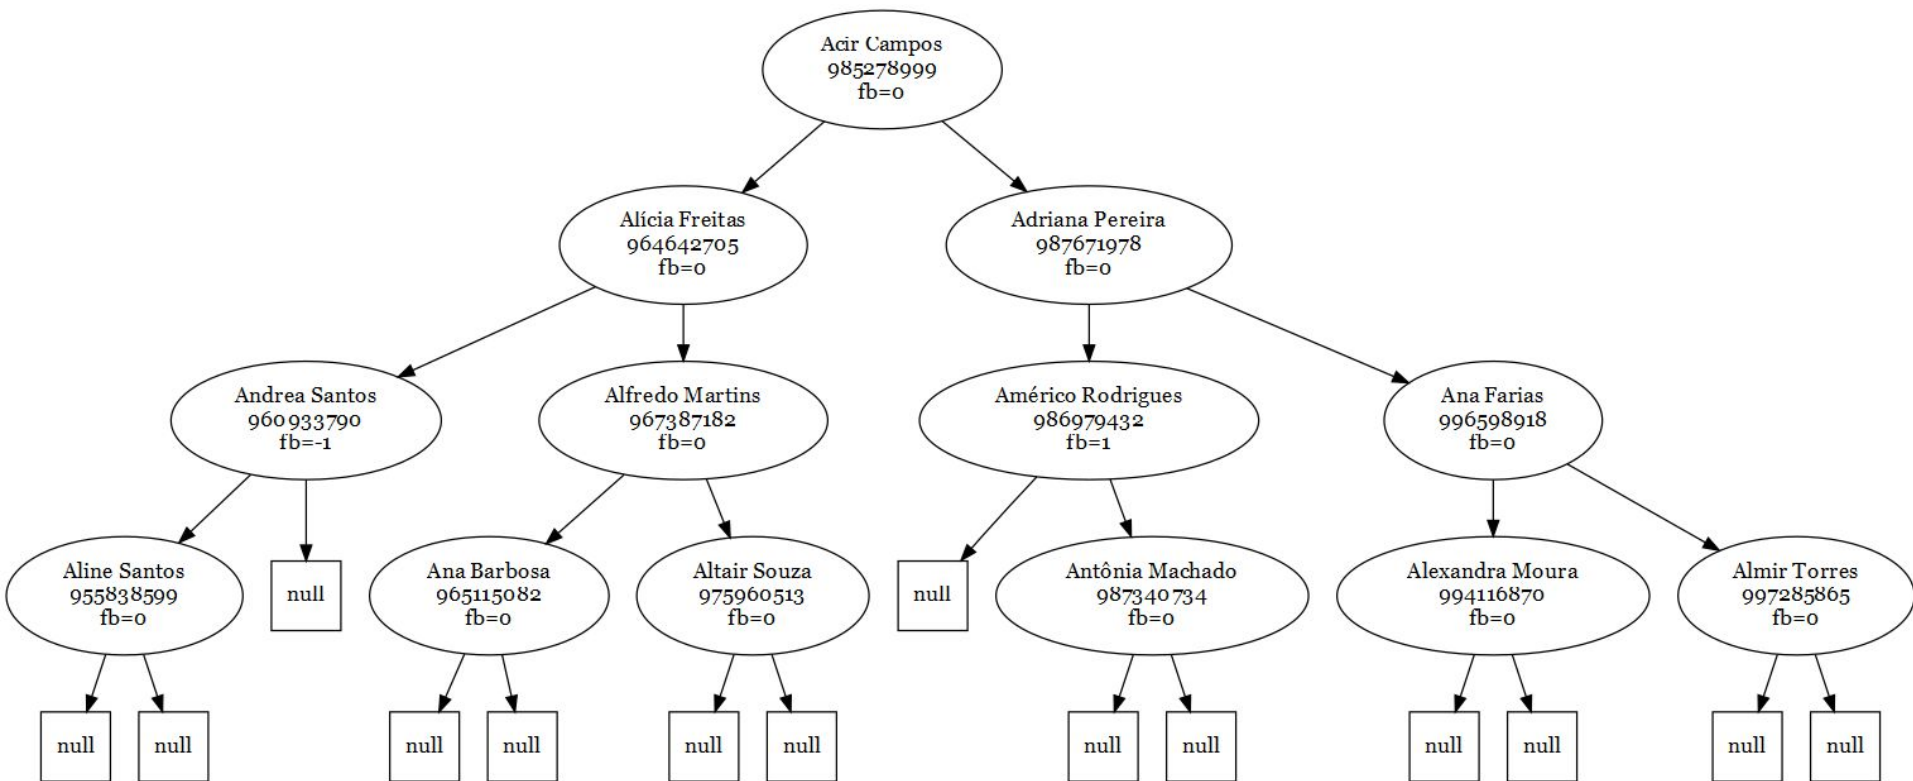 Acir Campos
985278999
fb=0
Alícia Freitas
964642705
fb=0
Adriana Pereira
987671978
fb=0
Andrea Santos
960933790
fb=-1
Alfredo Martins
967387182
fb=0
Américo Rodrigues
986979432
fb=1
Ana Farias
996598918
fb=0
Aline Santos
955838599
fb=0
null
Ana Barbosa
965115082
fb=0
Altair Souza
975960513
fb=0
null
Antônia Machado
987340734
fb=0
Alexandra Moura
994116870
fb=0
Almir Torres
997285865
fb=0
null
null
null
null
null
null
null
null
null
null
null
null